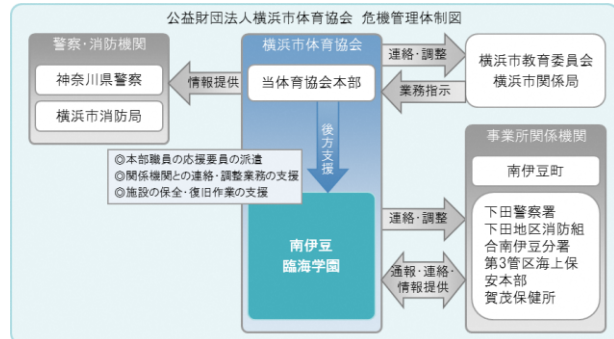 公益財団法人横浜市体育協会 危機管理体制図
警察・消防機関
神奈川県警察
横浜市消防局
情報提供
横浜市体育協会
当体育協会本部
連絡・調整
業務指示
横浜市教育委員会
横浜市関係局
後方支援
◎本部職員の応援要員の派遣
◎関係機関との連絡・調整業務の支援
◎施設の保全・復旧作業の支援
南伊豆
臨海学園
連絡・調整
通報・連絡・
情報提供
事業所関係機関
南伊豆町
下田警察署
下田地区消防組
合南伊豆分署
第3管区海上保
安本部
賀茂保健所